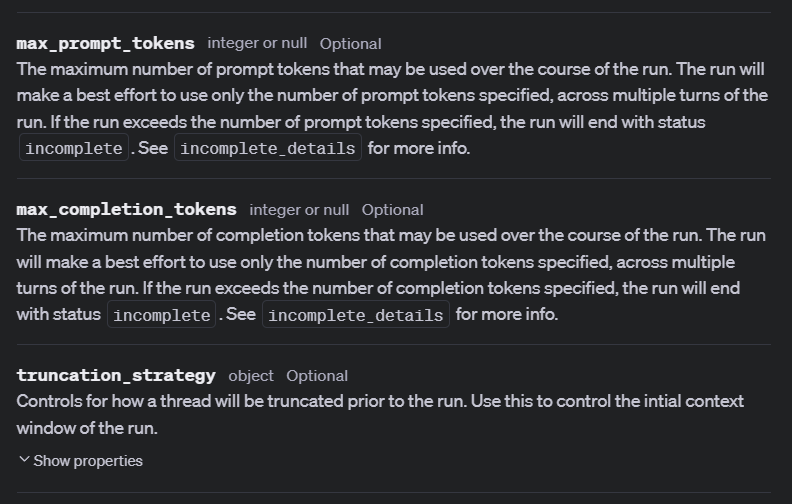 max_prompt_tokens integer or null Optional
The maximum number of prompt tokens that may be used over the course of the run. The run will
make a best effort to use only the number of prompt tokens specified, across multiple turns of the
run. If the run exceeds the number of prompt tokens specified, the run will end with status
incomplete . See incomplete_details for more info.
max_completion_tokens integer or null Optional
The maximum number of completion tokens that may be used over the course of the run. The run
will make a best effort to use only the number of completion tokens specified, across multiple
turns of the run. If the run exceeds the number of completion tokens specified, the run will end
with status incomplete . See incomplete_details for more info.
truncation_strategy object Optional
Controls for how a thread will be truncated prior to the run. Use this to control the intial context
window of the run.
Show properties